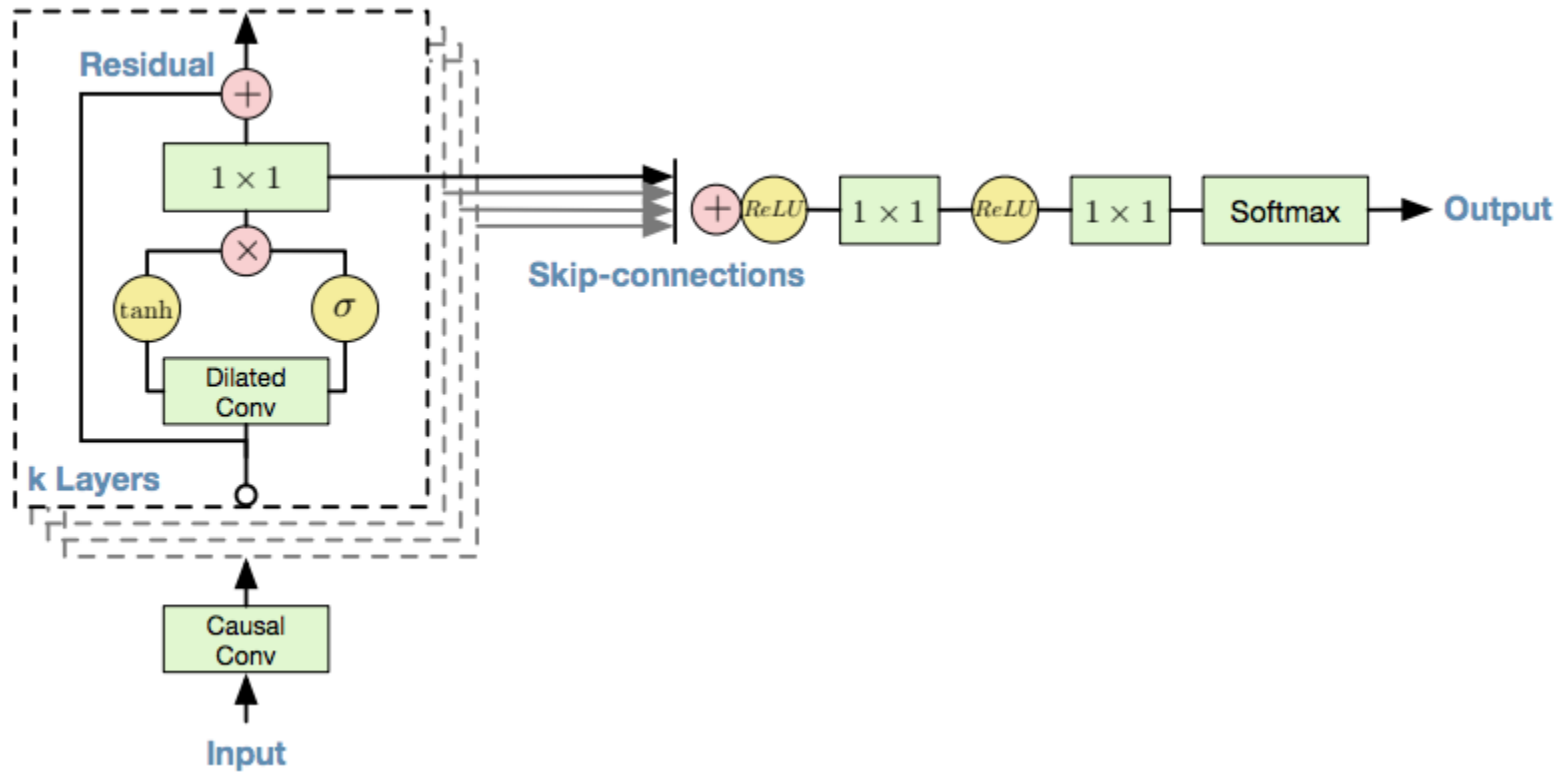 Residual
+
1 × 1
×
tanh
σ
Dilated
Conv
k Layers
Causal
Conv
Input
+
ReLU
1 × 1
ReLU
1 × 1
Softmax
Output
Skip-connections